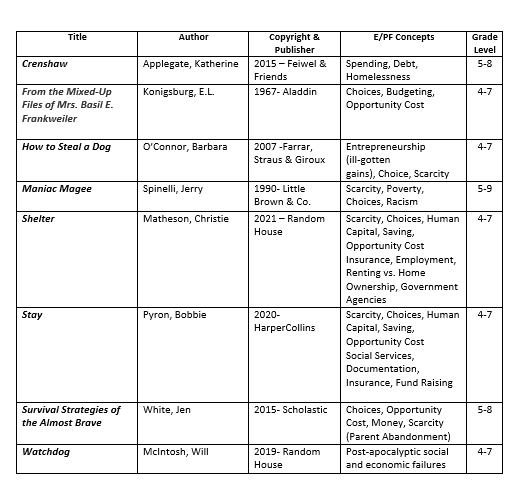 Title Author Copyright & Publisher E/PF Concepts Grade Level
Crenshaw Applegate, Katherine 2015 – Feiwel & Friends Spending, Debt, Homelessness 5-8
From the Mixed-Up Files of Mrs. Basil E. Frankweiler Konigsburg, E.L. 1967- Aladdin Choices, Budgeting, Opportunity Cost 4-7
How to Steal a Dog O'Connor, Barbara 2007 -Farrar, Straus & Giroux Entrepreneurship (ill-gotten gains), Choice, Scarcity 4-7
Maniac Magee Spinelli, Jerry 1990- Little Brown & Co. Scarcity, Poverty, Choices, Racism 5-9
Shelter Matheson, Christie 2021 – Random House Scarcity, Choices, Human Capital, Saving, Opportunity Cost Insurance, Employment, Renting vs. Home Ownership, Government Agencies 4-7
Stay Pyron, Bobbie 2020- HarperCollins Scarcity, Choices, Human Capital, Saving, Opportunity Cost Social Services, Documentation, Insurance, Fund Raising 4-7
Survival Strategies of the Almost Brave White, Jen 2015- Scholastic Choices, Opportunity Cost, Money, Scarcity (Parent Abandonment) 5-8
Watchdog McIntosh, Will 2019- Random House Post-apocalyptic social and economic failures 4-7